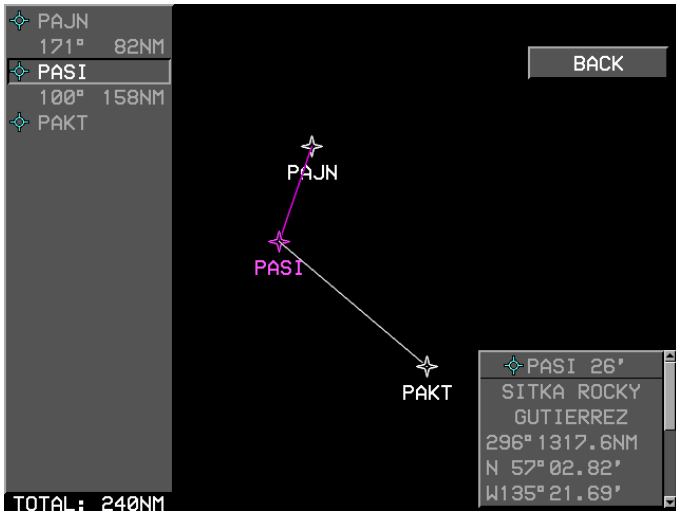 PAJN
171° 82NM
PASI
100° 158NM
PAKT
TOTAL: 240NM
BACK
PAJN
PASI
PAKT
PASI 26'
SITKA ROCKY
GUTIERREZ
296°1317.6NM
N 57°02.82'
W135°21.69'